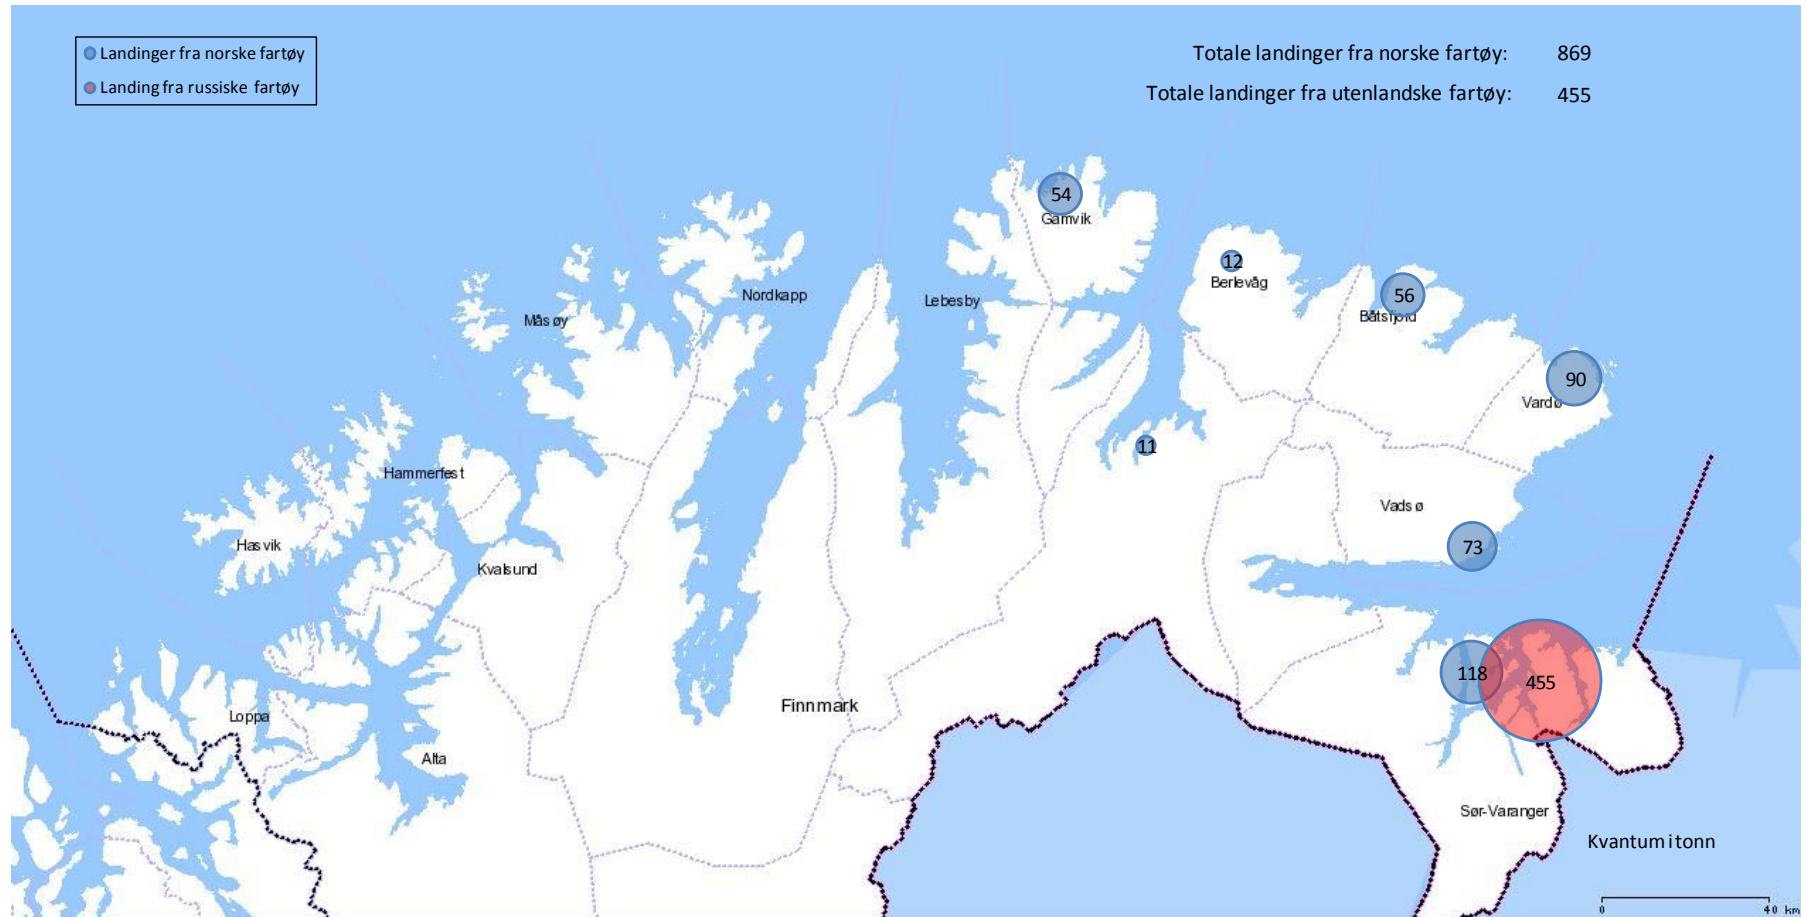 Landinger fra norske fartøy
Landing fra russiske fartøy
Totale landinger fra norske fartøy: 869
Totale landinger fra utenlandske fartøy: 455
54
Gamvik
12
Berlevåg
Nordkapp
Lebesby
56
Båtsfjord
Måsøy
90
Vardø
11
Hammerfest
Vadsø
Hasvik
73
Kvalsund
118
455
Finnmark
Loppa
Alta
Sør-Varanger
Kvantum i tonn
0 40 km